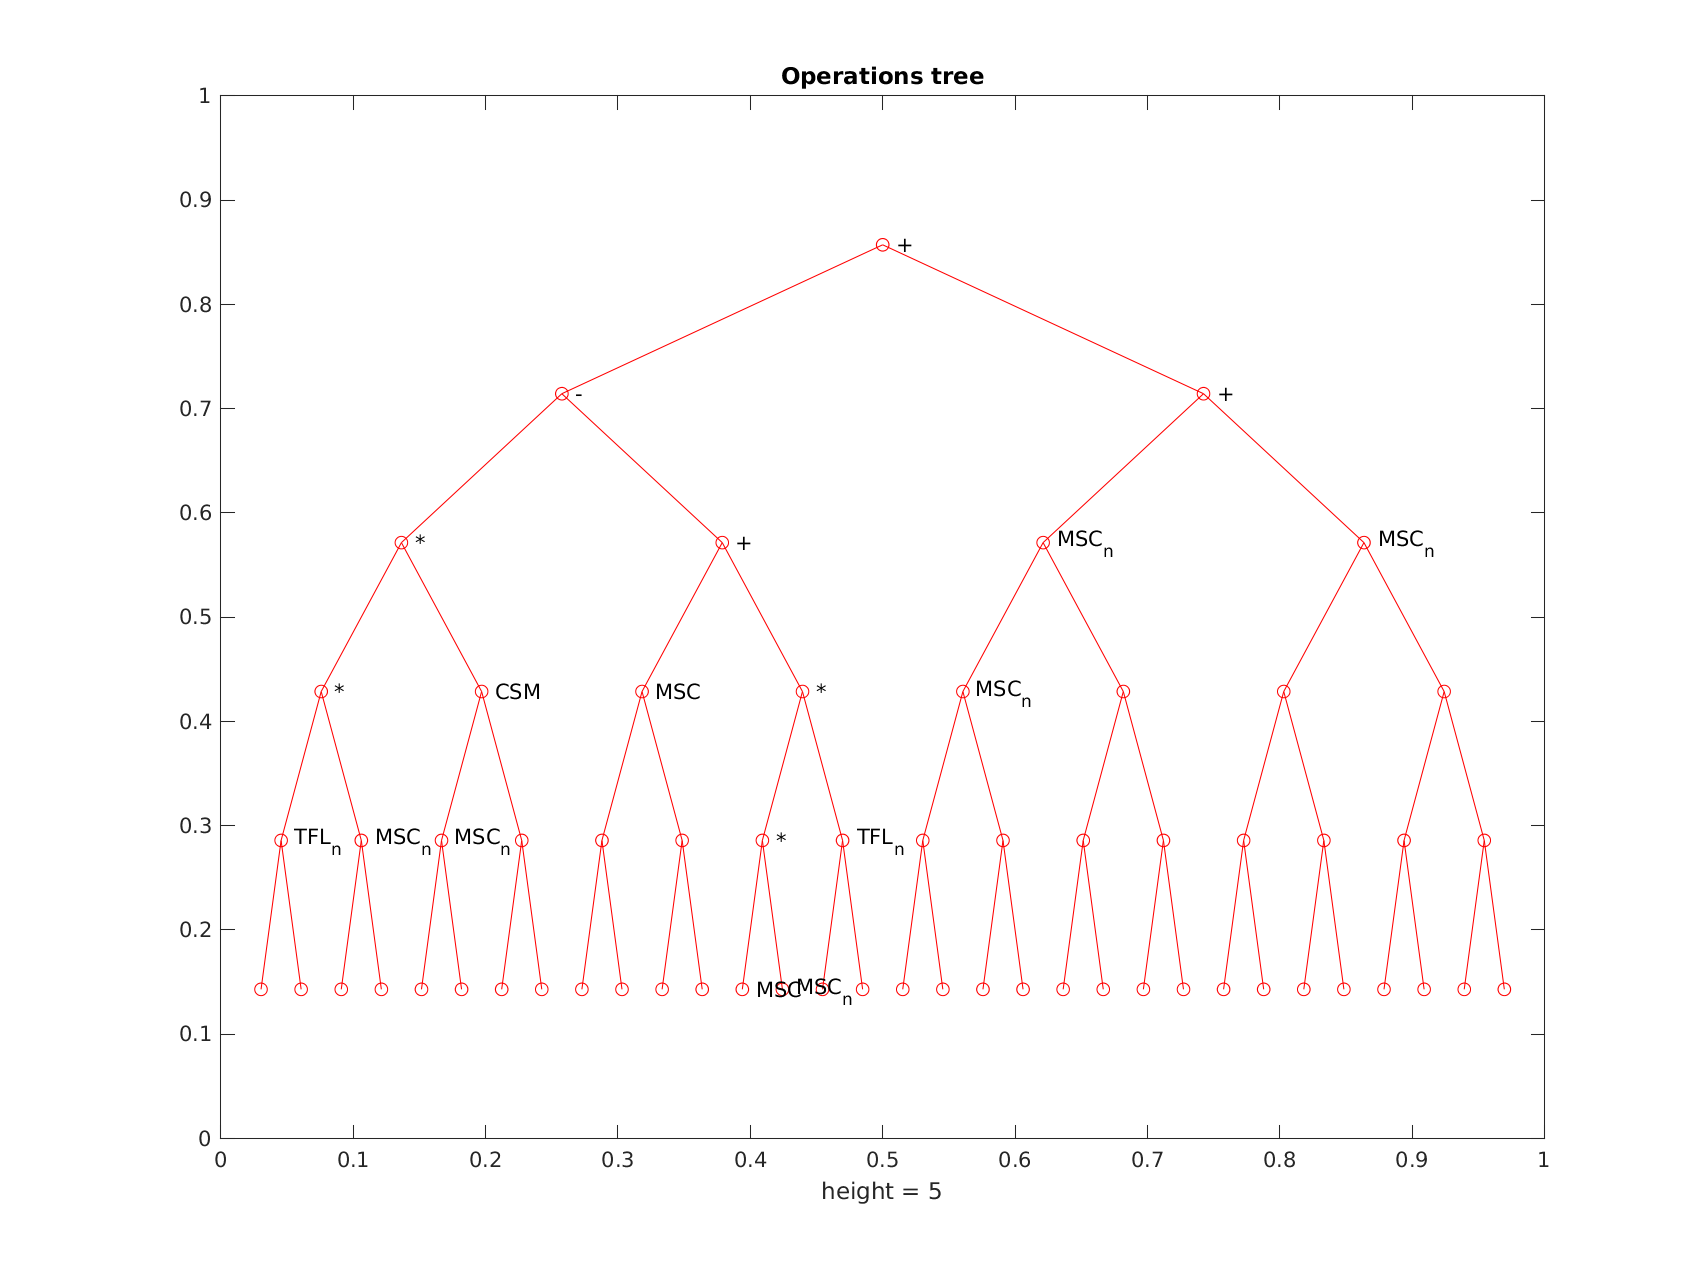 Operations tree
1
0.9
+
0.8
- +
0.7
0.6
* + MSC_n MSC_n
0.5
* CSM MSC * MSC_n
0.4
0.3
TFL_n MSC_n MSC_n * TFL_n
0.2
MSC MSC_n
0.1
0
0 0.1 0.2 0.3 0.4 0.5 0.6 0.7 0.8 0.9 1
height = 5